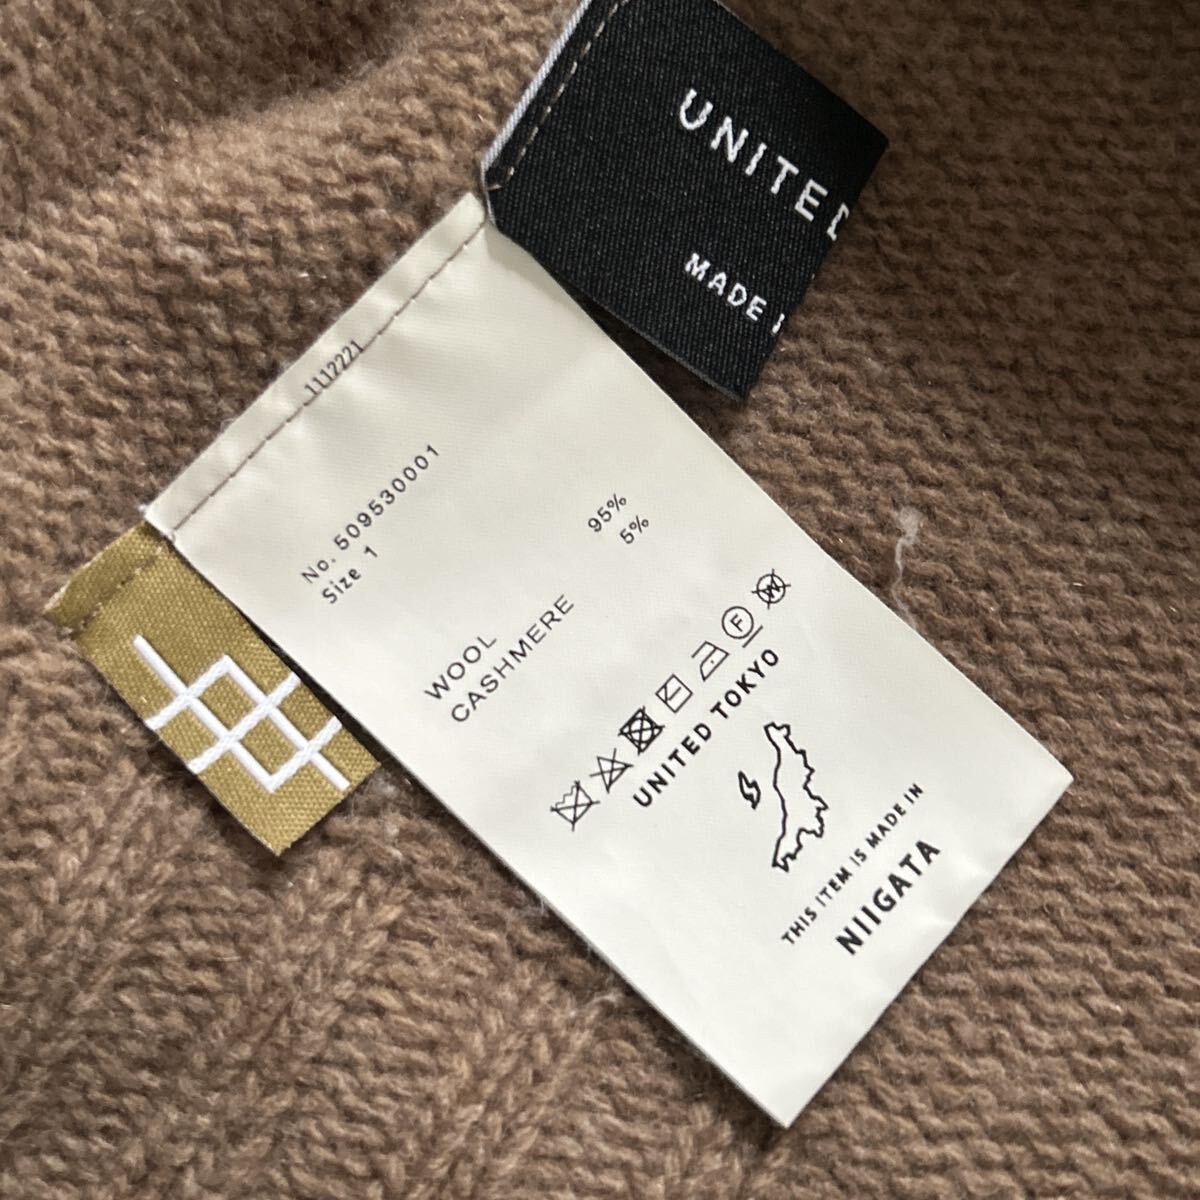 UNITED
MADE I
1112221
No. 509530001
Size 1
WOOL 95%
CASHMERE 5%
F
W
UNITED TOKYO
THIS ITEM IS MADE IN
NIIGATA